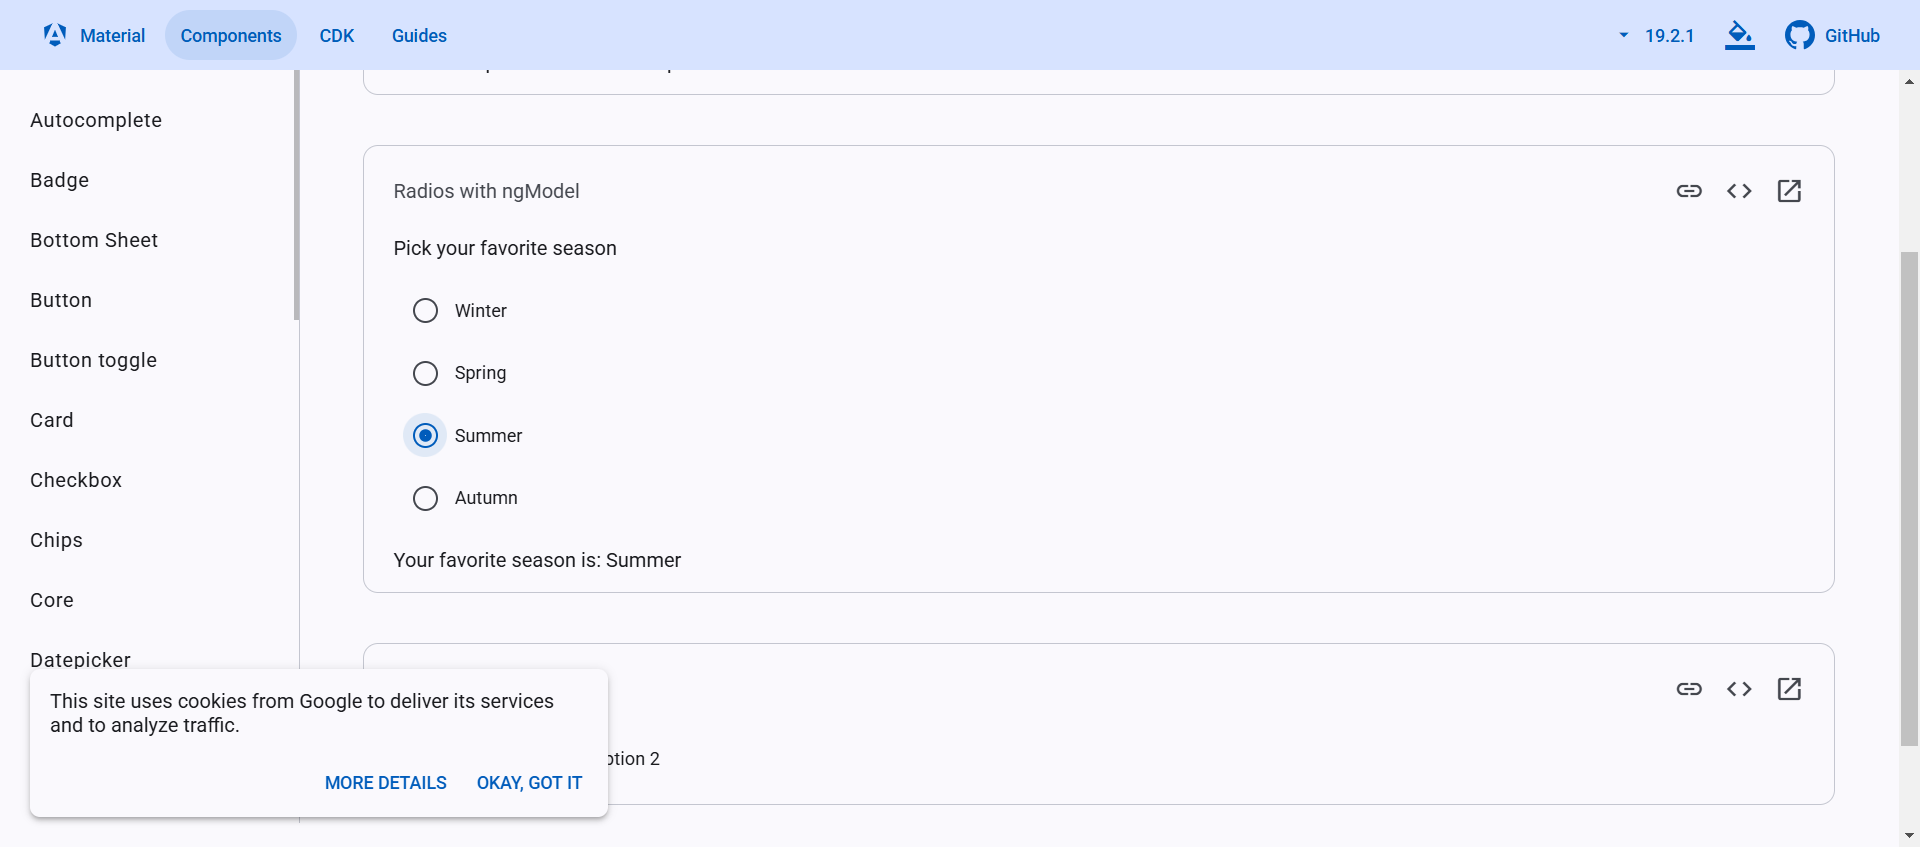 Material Components CDK Guides 19.2.1 GitHub
Autocomplete
Badge
Bottom Sheet
Button
Button toggle
Card
Checkbox
Chips
Core
Datepicker
Radios with ngModel
Pick your favorite season
Winter
Spring
Summer
Autumn
Your favorite season is: Summer
ption 2
This site uses cookies from Google to deliver its services
and to analyze traffic.
MORE DETAILS OKAY, GOT IT